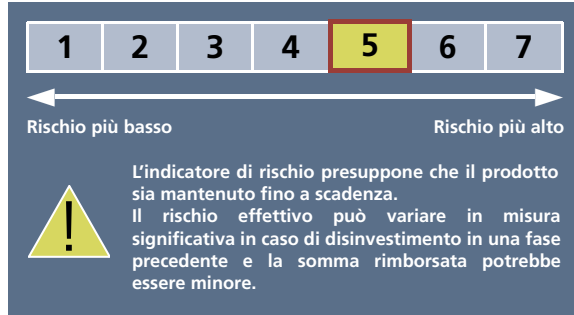 1 2 3 4 5 6 7
Rischio più basso Rischio più alto
L'indicatore di rischio presuppone che il prodotto
sia mantenuto fino a scadenza.
Il rischio effettivo può variare in misura
significativa in caso di disinvestimento in una fase
precedente e la somma rimborsata potrebbe
essere minore.
!